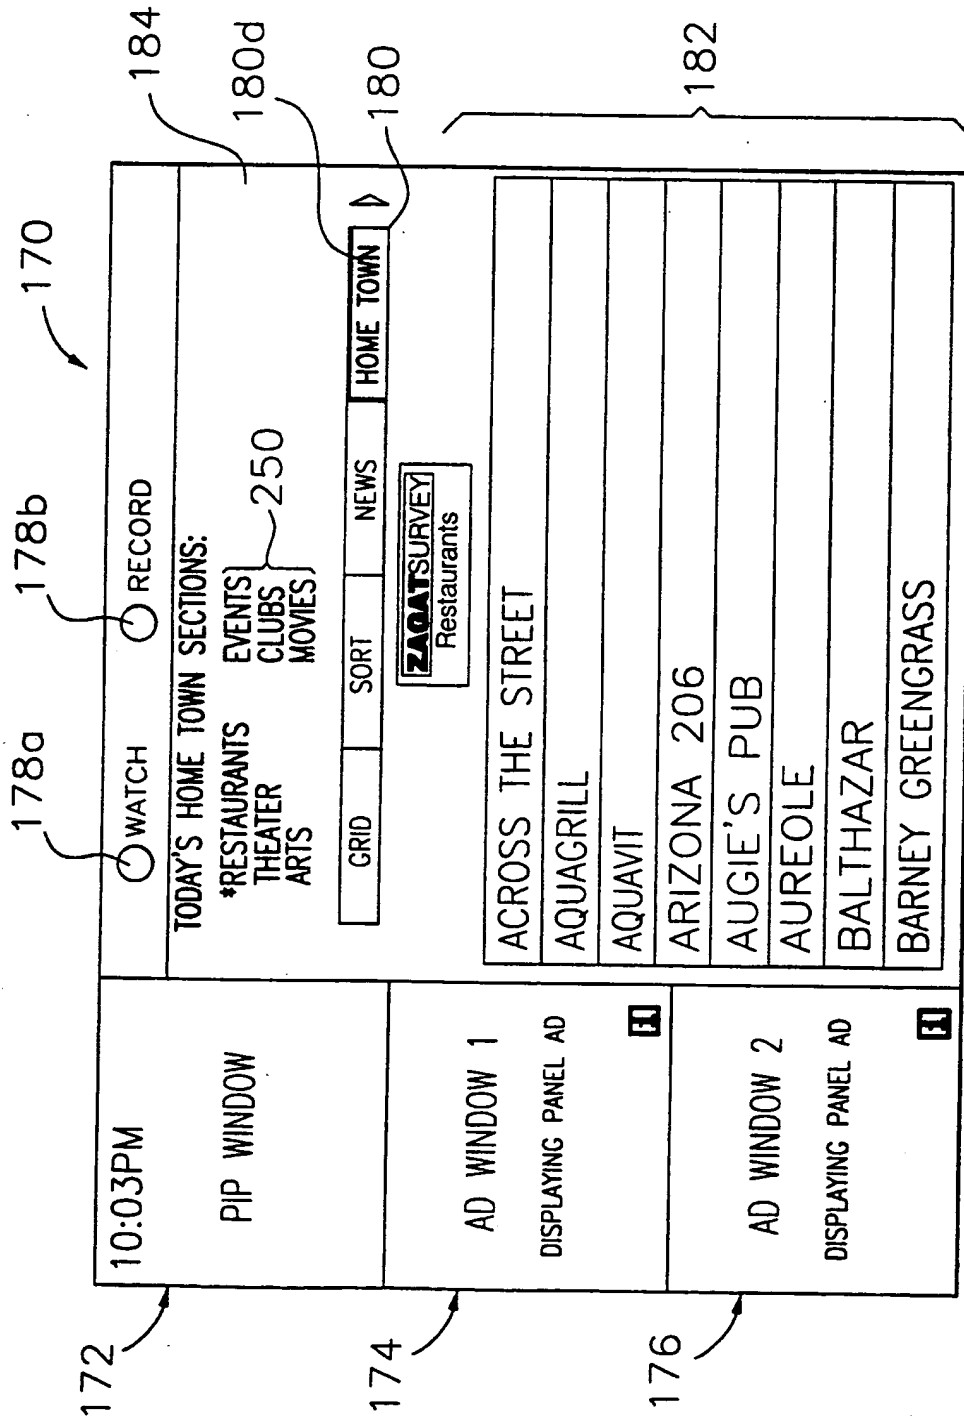 170
178a
178b
184
180d
180
172
10:03PM
WATCH
RECORD
PIP WINDOW
TODAY'S HOME TOWN SECTIONS:
*RESTAURANTS EVENTS
THEATER CLUBS
ARTS MOVIES
250
GRID SORT NEWS HOME TOWN
ZAQATSURVEY
Restaurants
174
AD WINDOW 1
DISPLAYING PANEL AD
i
176
AD WINDOW 2
DISPLAYING PANEL AD
i
ACROSS THE STREET
AQUAGRILL
AQUAVIT
ARIZONA 206
AUGIE'S PUB
AUREOLE
BALTHAZAR
BARNEY GREENGRASS
182